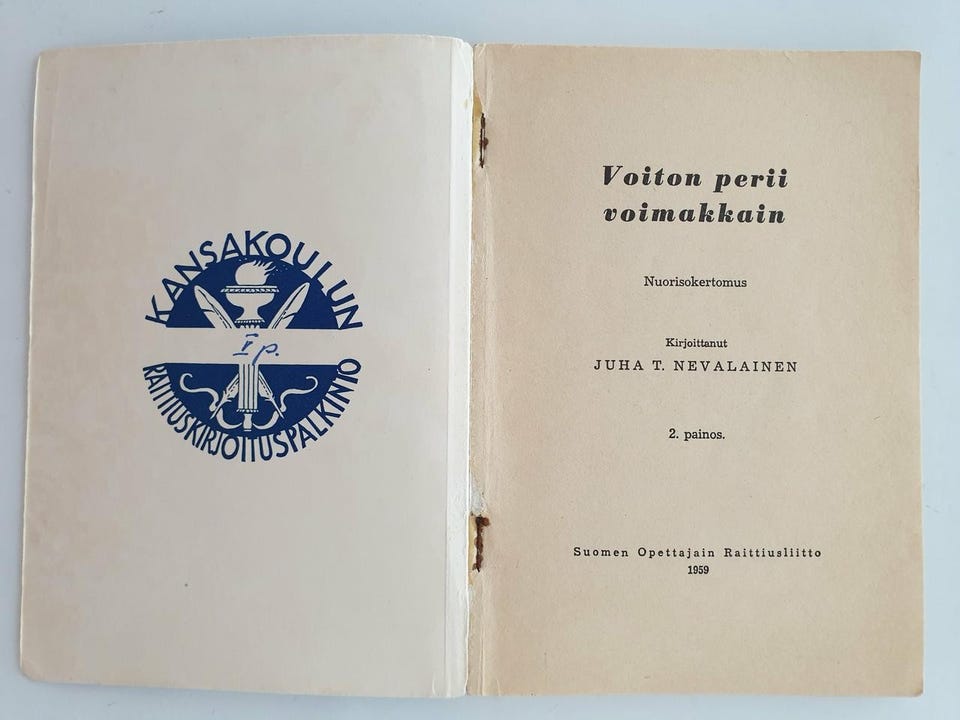 KANSAKOULUN
I p.
RAITTIUSKIRJOITUSPALKINTO
Voiton perii
voimakkain
Nuorisokertomus
Kirjoittanut
JUHA T. NEVALAINEN
2. painos.
Suomen Opettajain Raittiusliitto
1959